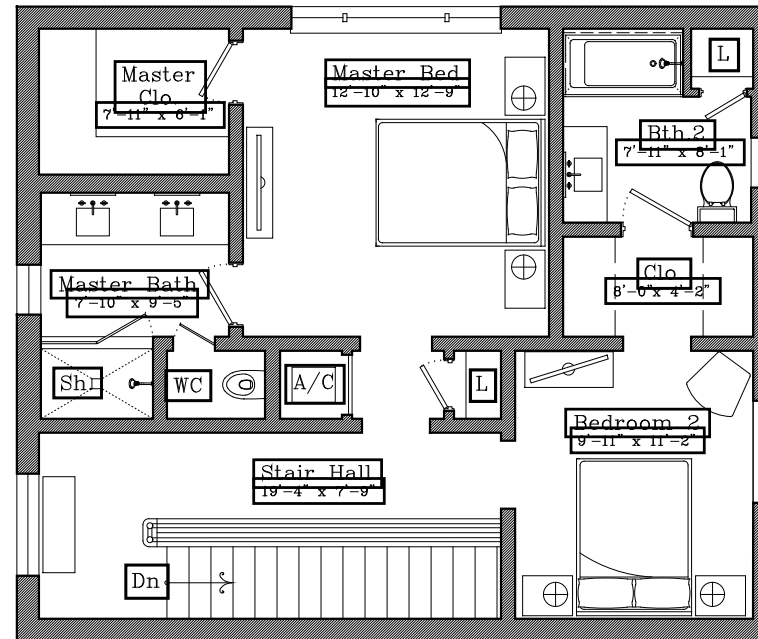 Master
Clo.
7'-11" x 6'-1"
Master Bed
12'-10" x 12'-9"
L
Bth.2
7'-11" x 8'-1"
Master Bath
7'-10" x 9'-5"
Clo.
8'-0"x 4'-2"
Sh
WC
A/C
L
Bedroom 2
9'-11" x 11'-2"
Stair Hall
19'-4" x 7'-9"
Dn